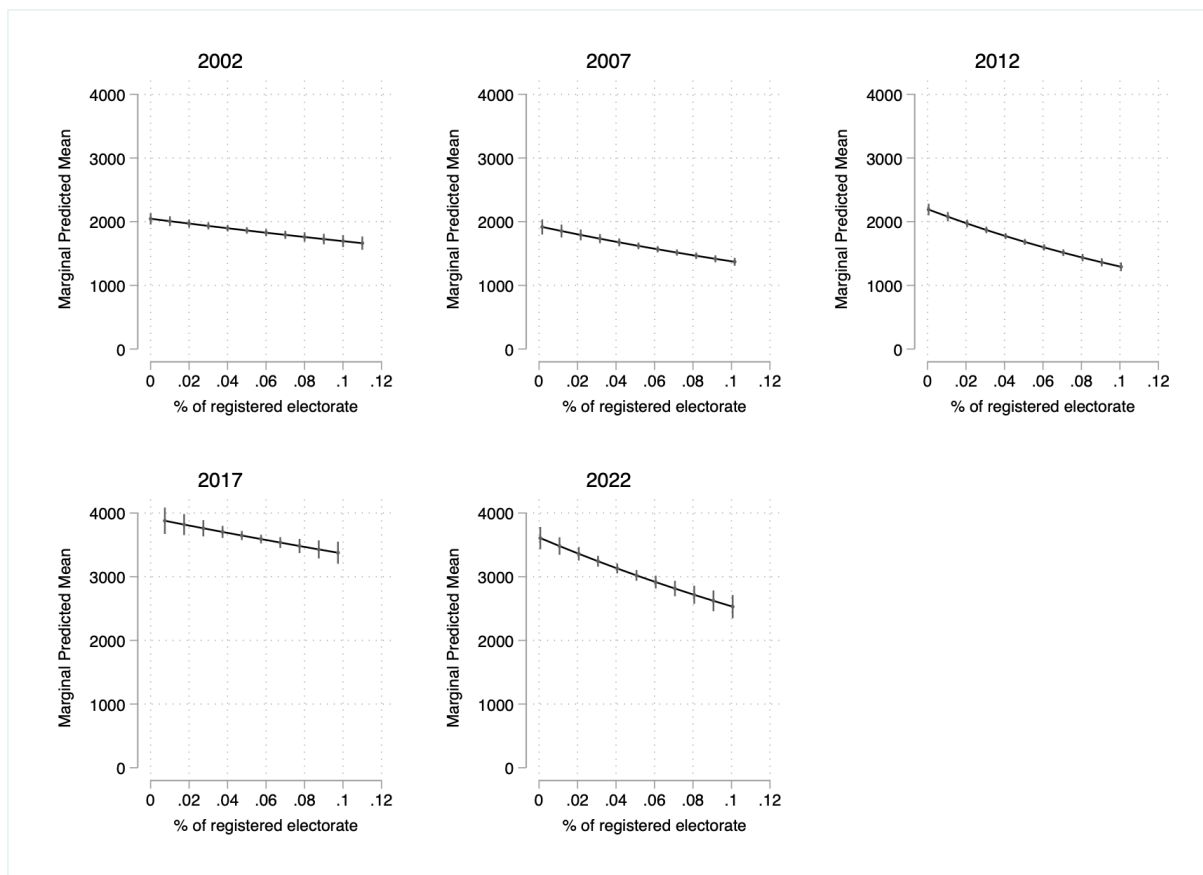 2002
4000
3000
2000
1000
0
Marginal Predicted Mean
0 .02 .04 .06 .08 .1 .12
% of registered electorate
2007
4000
3000
2000
1000
0
Marginal Predicted Mean
0 .02 .04 .06 .08 .1 .12
% of registered electorate
2012
4000
3000
2000
1000
0
Marginal Predicted Mean
0 .02 .04 .06 .08 .1 .12
% of registered electorate
2017
4000
3000
2000
1000
0
Marginal Predicted Mean
0 .02 .04 .06 .08 .1 .12
% of registered electorate
2022
4000
3000
2000
1000
0
Marginal Predicted Mean
0 .02 .04 .06 .08 .1 .12
% of registered electorate